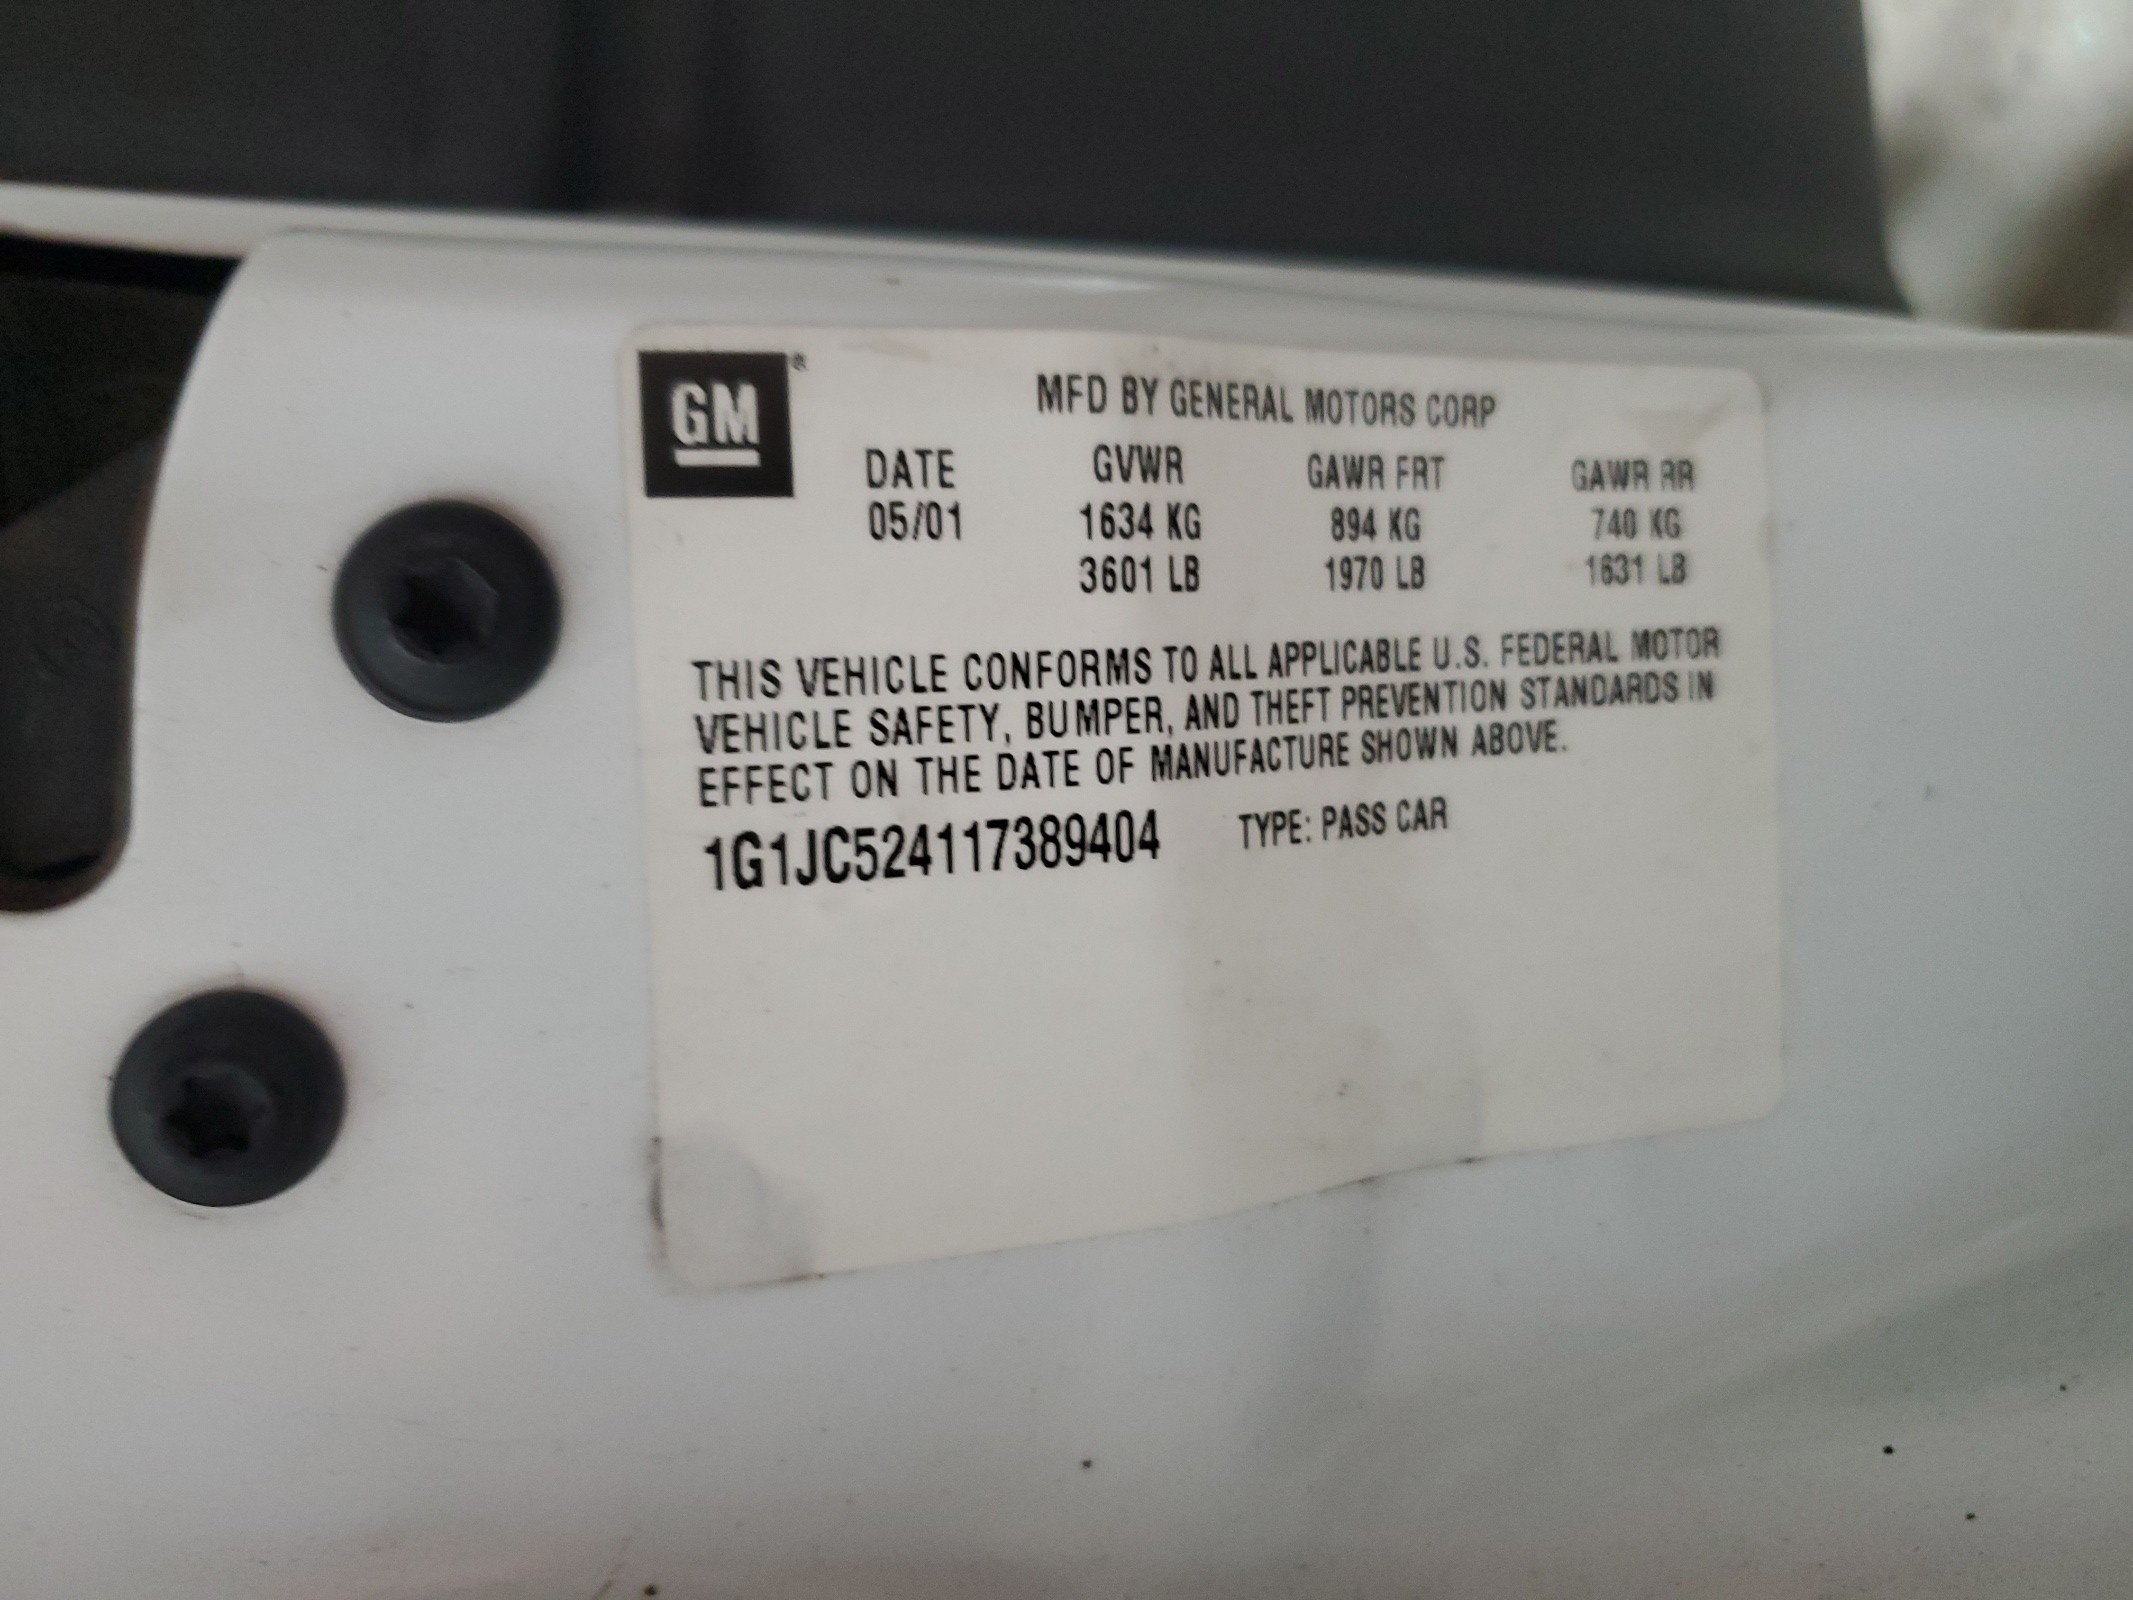 GM®
MFD BY GENERAL MOTORS CORP
DATE GVWR GAWR FRT GAWR RR
05/01 1634 KG 894 KG 740 KG
3601 LB 1970 LB 1631 LB
THIS VEHICLE CONFORMS TO ALL APPLICABLE U.S. FEDERAL MOTOR
VEHICLE SAFETY, BUMPER, AND THEFT PREVENTION STANDARDS IN
EFFECT ON THE DATE OF MANUFACTURE SHOWN ABOVE.
1G1JC524117389404 TYPE: PASS CAR